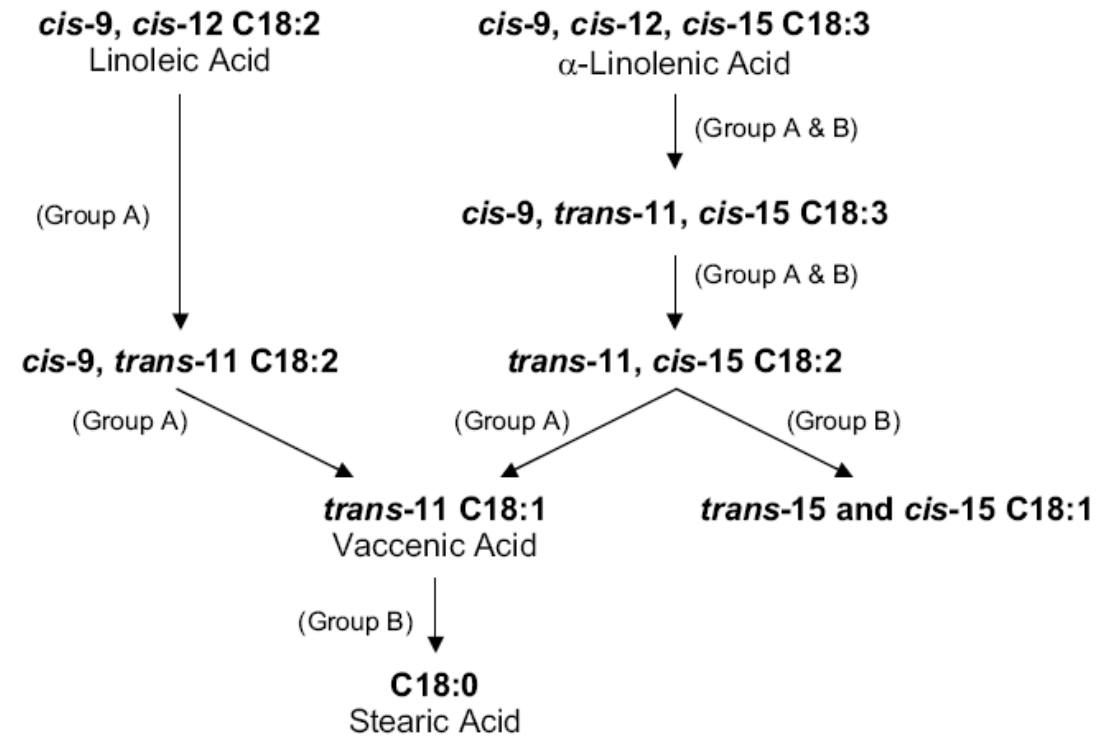 cis-9, cis-12 C18:2
Linoleic Acid
cis-9, cis-12, cis-15 C18:3
α-Linolenic Acid
(Group A & B)
(Group A)
cis-9, trans-11, cis-15 C18:3
(Group A & B)
cis-9, trans-11 C18:2
trans-11, cis-15 C18:2
(Group A)
(Group A)
(Group B)
trans-11 C18:1
Vaccenic Acid
trans-15 and cis-15 C18:1
(Group B)
C18:0
Stearic Acid